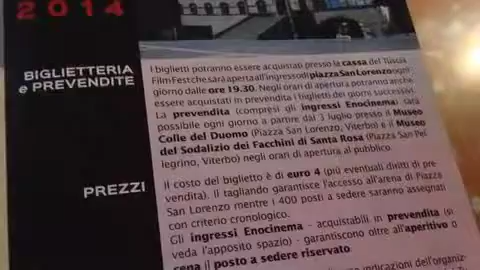 2014
BIGLIETTERIA
e PREVENDITE
I biglietti potranno essere acquistati presso la cassa del Tuscia
Film Fest che sarà aperta all'ingresso di piazza San Lorenzo ogni
giorno dalle ore 19.30. Negli orari di apertura potranno anche
essere acquistati in prevendita i biglietti dei giorni successivi.
La prevendita (compresi gli ingressi Enocinema) sarà
possibile ogni giorno a partire dal 3 luglio presso il Museo
Colle del Duomo (Piazza San Lorenzo, Viterbo) e il Museo
del Sodalizio dei Facchini di Santa Rosa (Piazza San Pel
legrino, Viterbo) negli orari di apertura al pubblico.
PREZZI
Il costo del biglietto è di euro 4 (più eventuali diritti di pre
vendita). Il tagliando garantisce l'accesso all'arena di Piazza
San Lorenzo mentre i 400 posti a sedere saranno assegnati
con criterio cronologico.
Gli ingressi Enocinema - acquistabili in prevendita (si
veda l'apposito spazio) - garantiscono oltre all'aperitivo o
cena il posto a sedere riservato.
indicazioni dell'organiz-